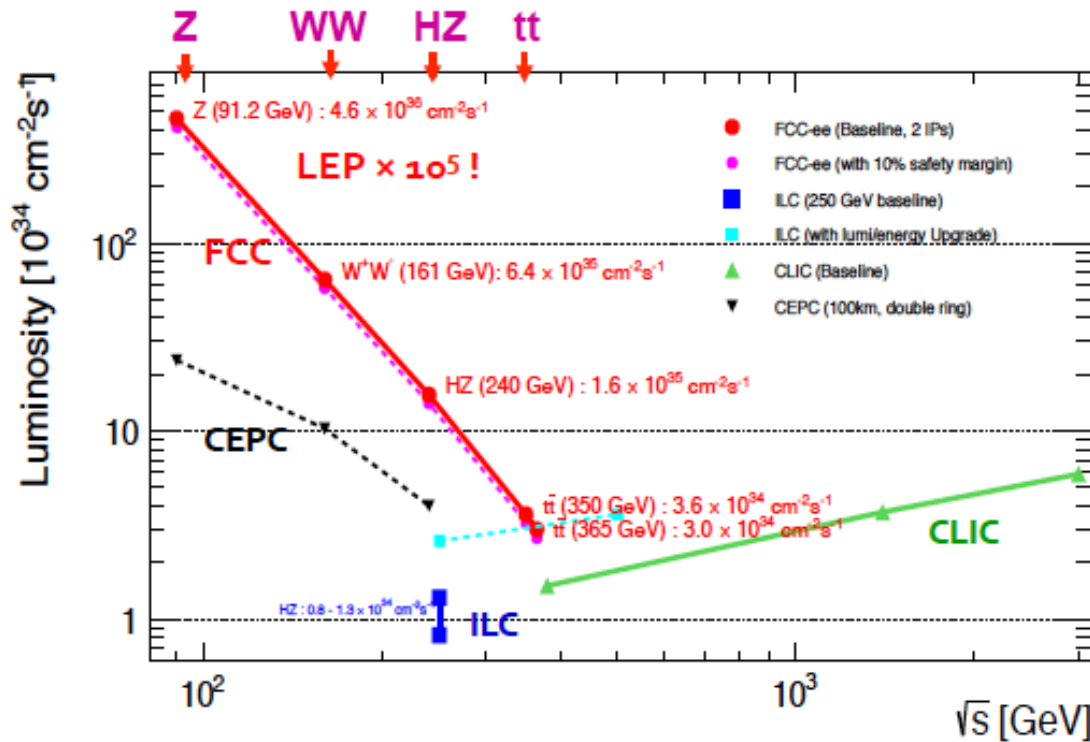 Z WW HZ tt
Luminosity [10³⁴ cm⁻²s⁻¹]
Z (91.2 GeV) : 4.6 × 10³⁶ cm⁻²s⁻¹
LEP × 10⁵ !
FCC-ee (Baseline, 2 IPs)
FCC-ee (with 10% safety margin)
ILC (250 GeV baseline)
ILC (with lumi/energy Upgrade)
CLIC (Baseline)
CEPC (100km, double ring)
10²
FCC
W⁺W⁻ (161 GeV): 6.4 × 10³⁵ cm⁻²s⁻¹
HZ (240 GeV) : 1.6 × 10³⁵ cm⁻²s⁻¹
10
CEPC
tt̄ (350 GeV) : 3.6 × 10³⁴ cm⁻²s⁻¹
tt̄ (365 GeV) : 3.0 × 10³⁴ cm⁻²s⁻¹
CLIC
HZ : 0.8 - 1.3 × 10³⁴ cm⁻²s⁻¹
1
ILC
10² 10³
√s [GeV]